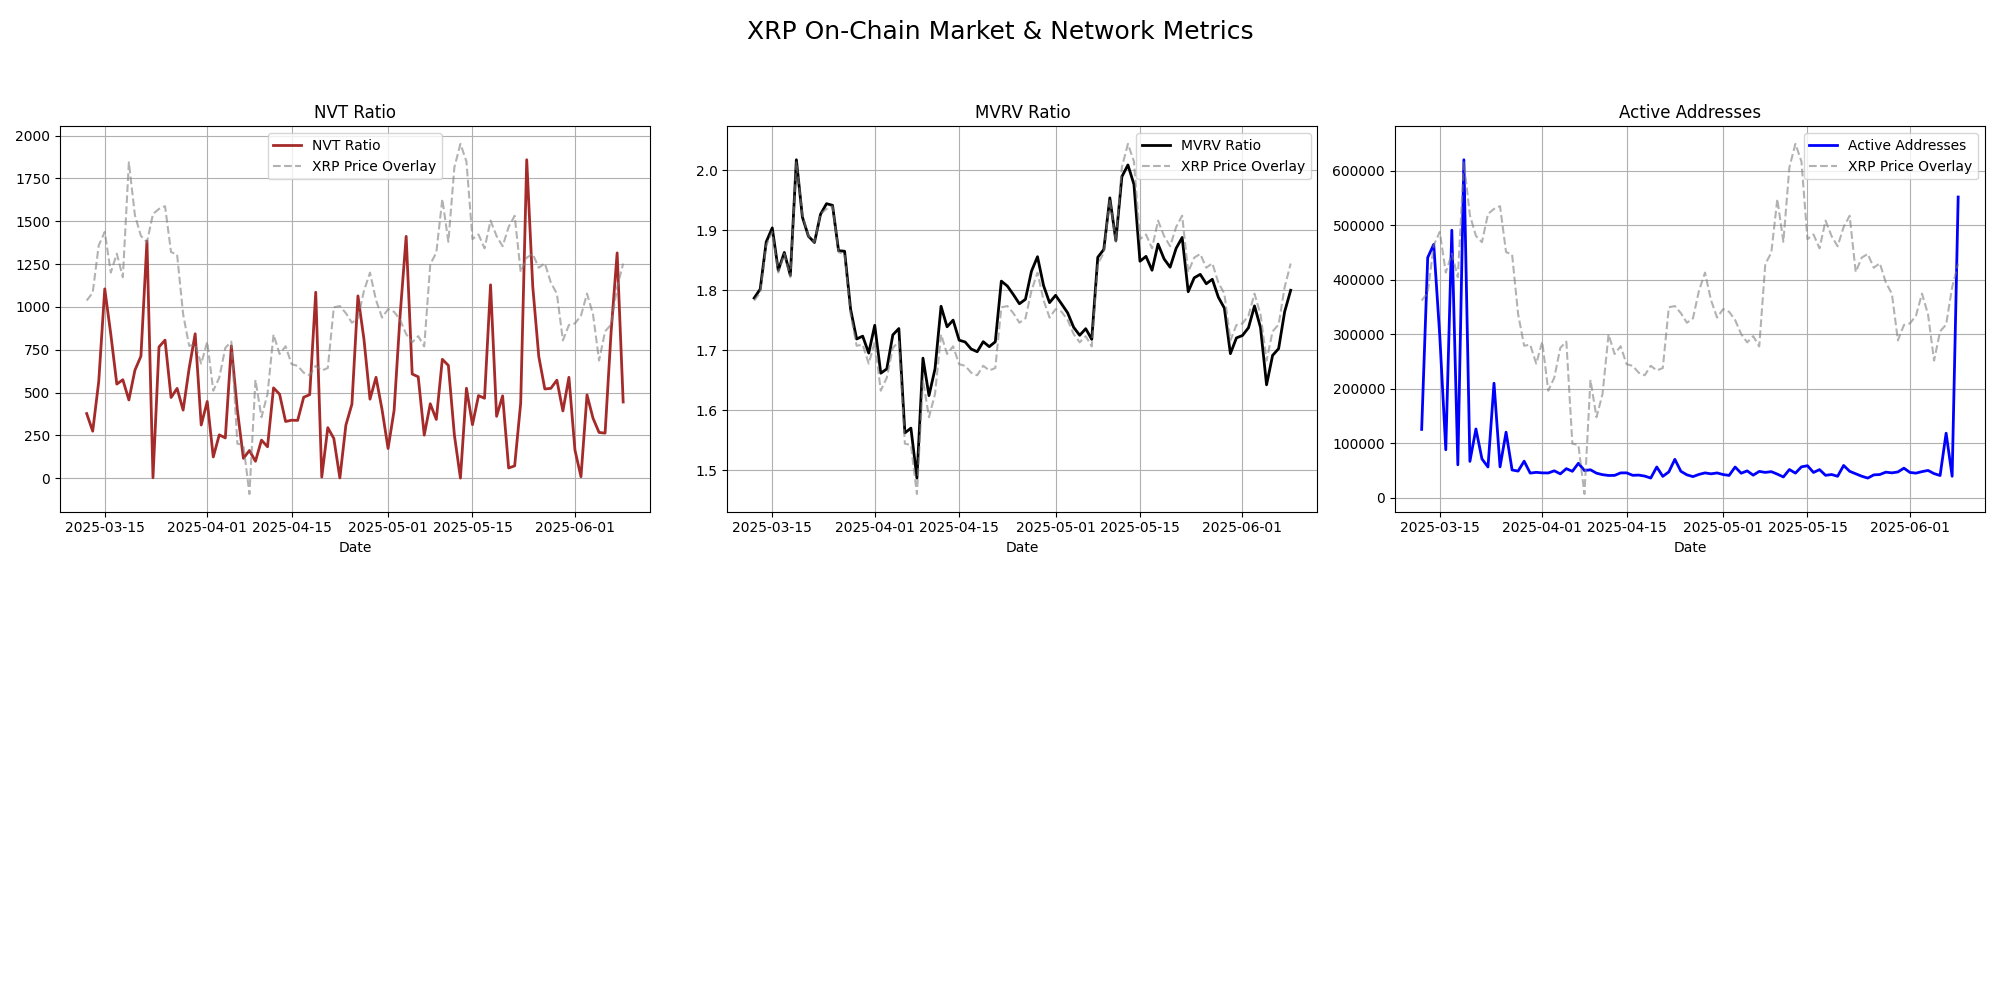 XRP On-Chain Market & Network Metrics
NVT Ratio
NVT Ratio
XRP Price Overlay
2000
1750
1500
1250
1000
750
500
250
0
2025-03-15 2025-04-01 2025-04-15 2025-05-01 2025-05-15 2025-06-01
Date
MVRV Ratio
MVRV Ratio
XRP Price Overlay
2.0
1.9
1.8
1.7
1.6
1.5
2025-03-15 2025-04-01 2025-04-15 2025-05-01 2025-05-15 2025-06-01
Date
Active Addresses
Active Addresses
XRP Price Overlay
600000
500000
400000
300000
200000
100000
0
2025-03-15 2025-04-01 2025-04-15 2025-05-01 2025-05-15 2025-06-01
Date